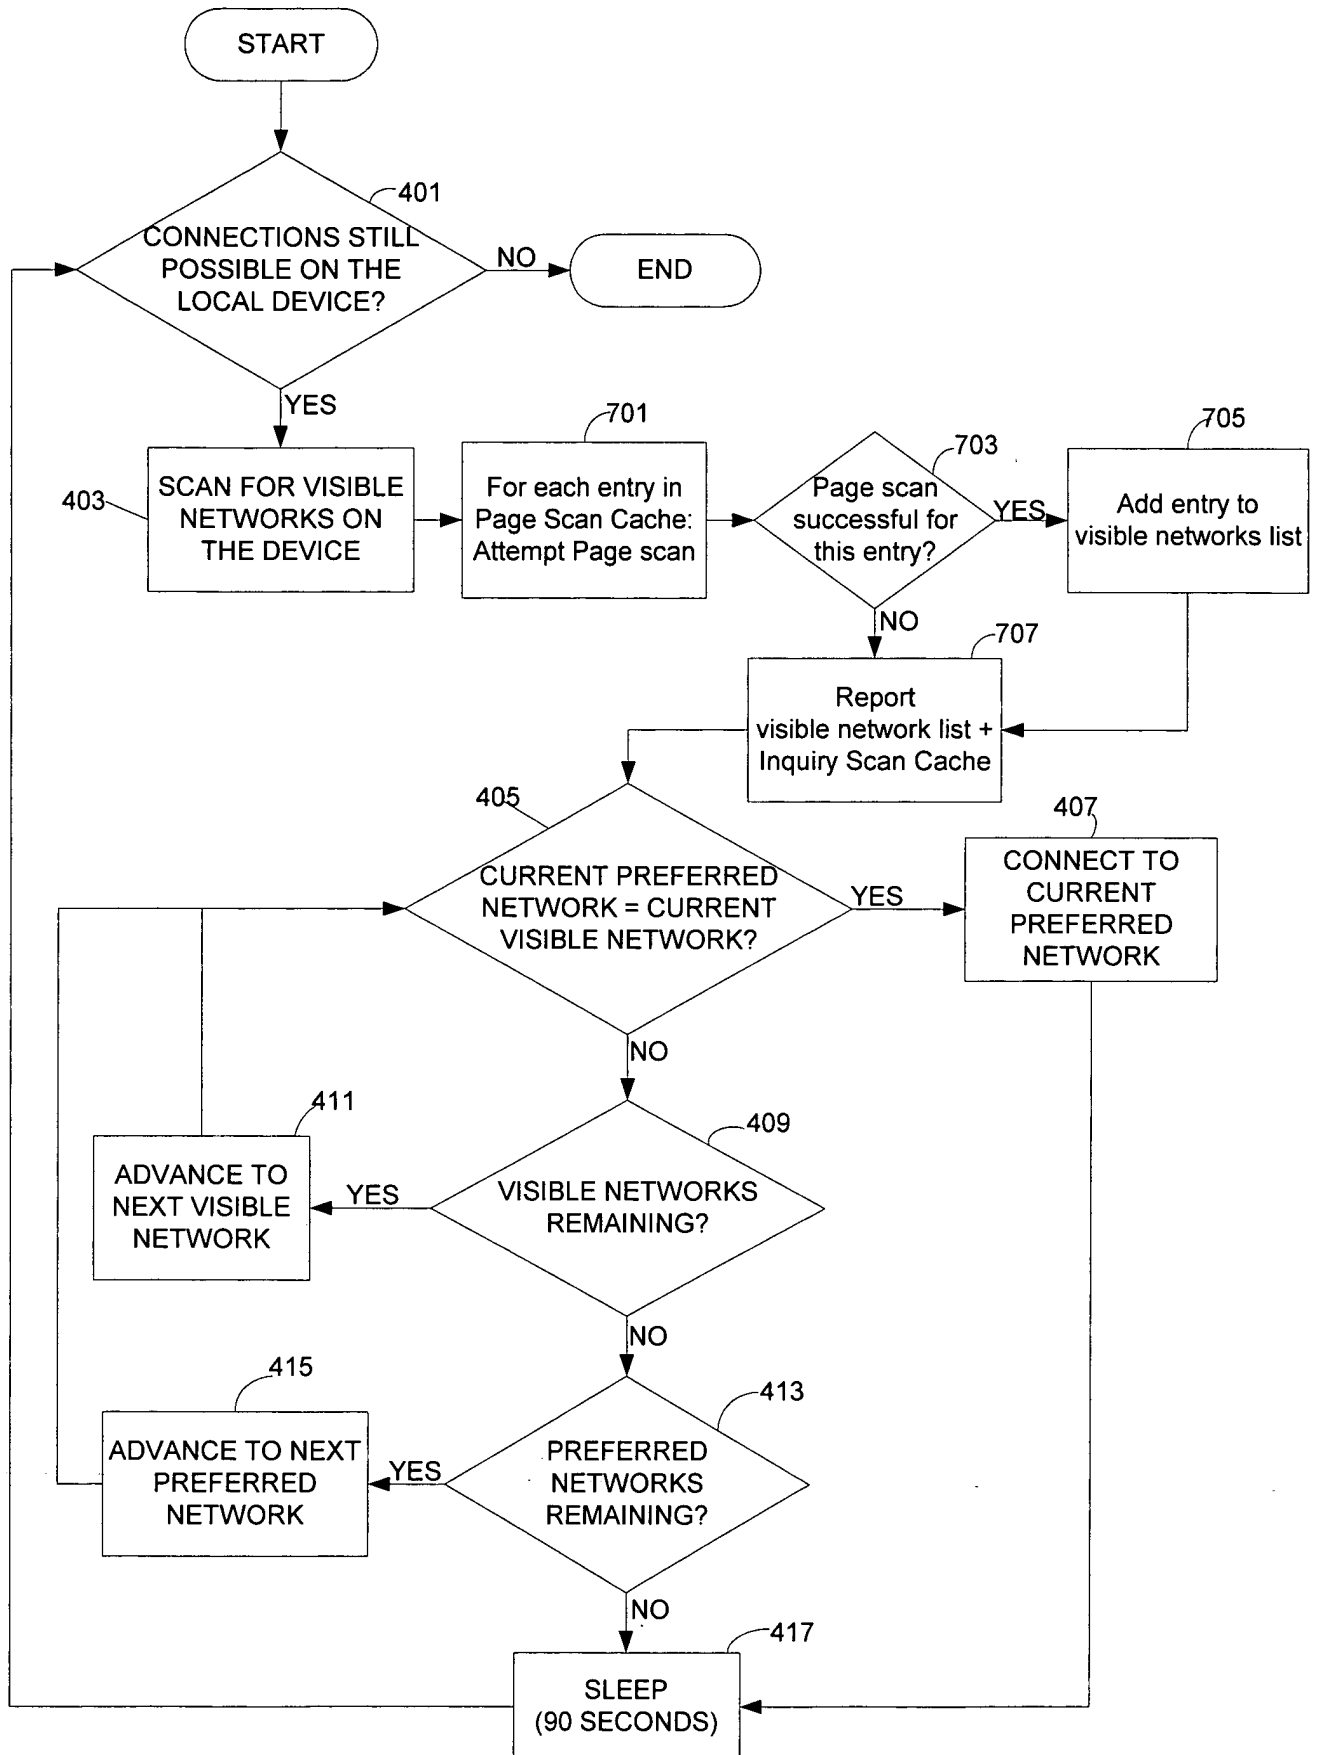 START
401
CONNECTIONS STILL
POSSIBLE ON THE
LOCAL DEVICE?
NO
END
YES
403
SCAN FOR VISIBLE
NETWORKS ON
THE DEVICE
701
For each entry in
Page Scan Cache:
Attempt Page scan
703
Page scan
successful for
this entry?
YES
705
Add entry to
visible networks list
NO
707
Report
visible network list +
Inquiry Scan Cache
405
CURRENT PREFERRED
NETWORK = CURRENT
VISIBLE NETWORK?
YES
407
CONNECT TO
CURRENT
PREFERRED
NETWORK
NO
409
VISIBLE NETWORKS
REMAINING?
YES
411
ADVANCE TO
NEXT VISIBLE
NETWORK
NO
413
PREFERRED
NETWORKS
REMAINING?
YES
415
ADVANCE TO NEXT
PREFERRED
NETWORK
NO
417
SLEEP
(90 SECONDS)